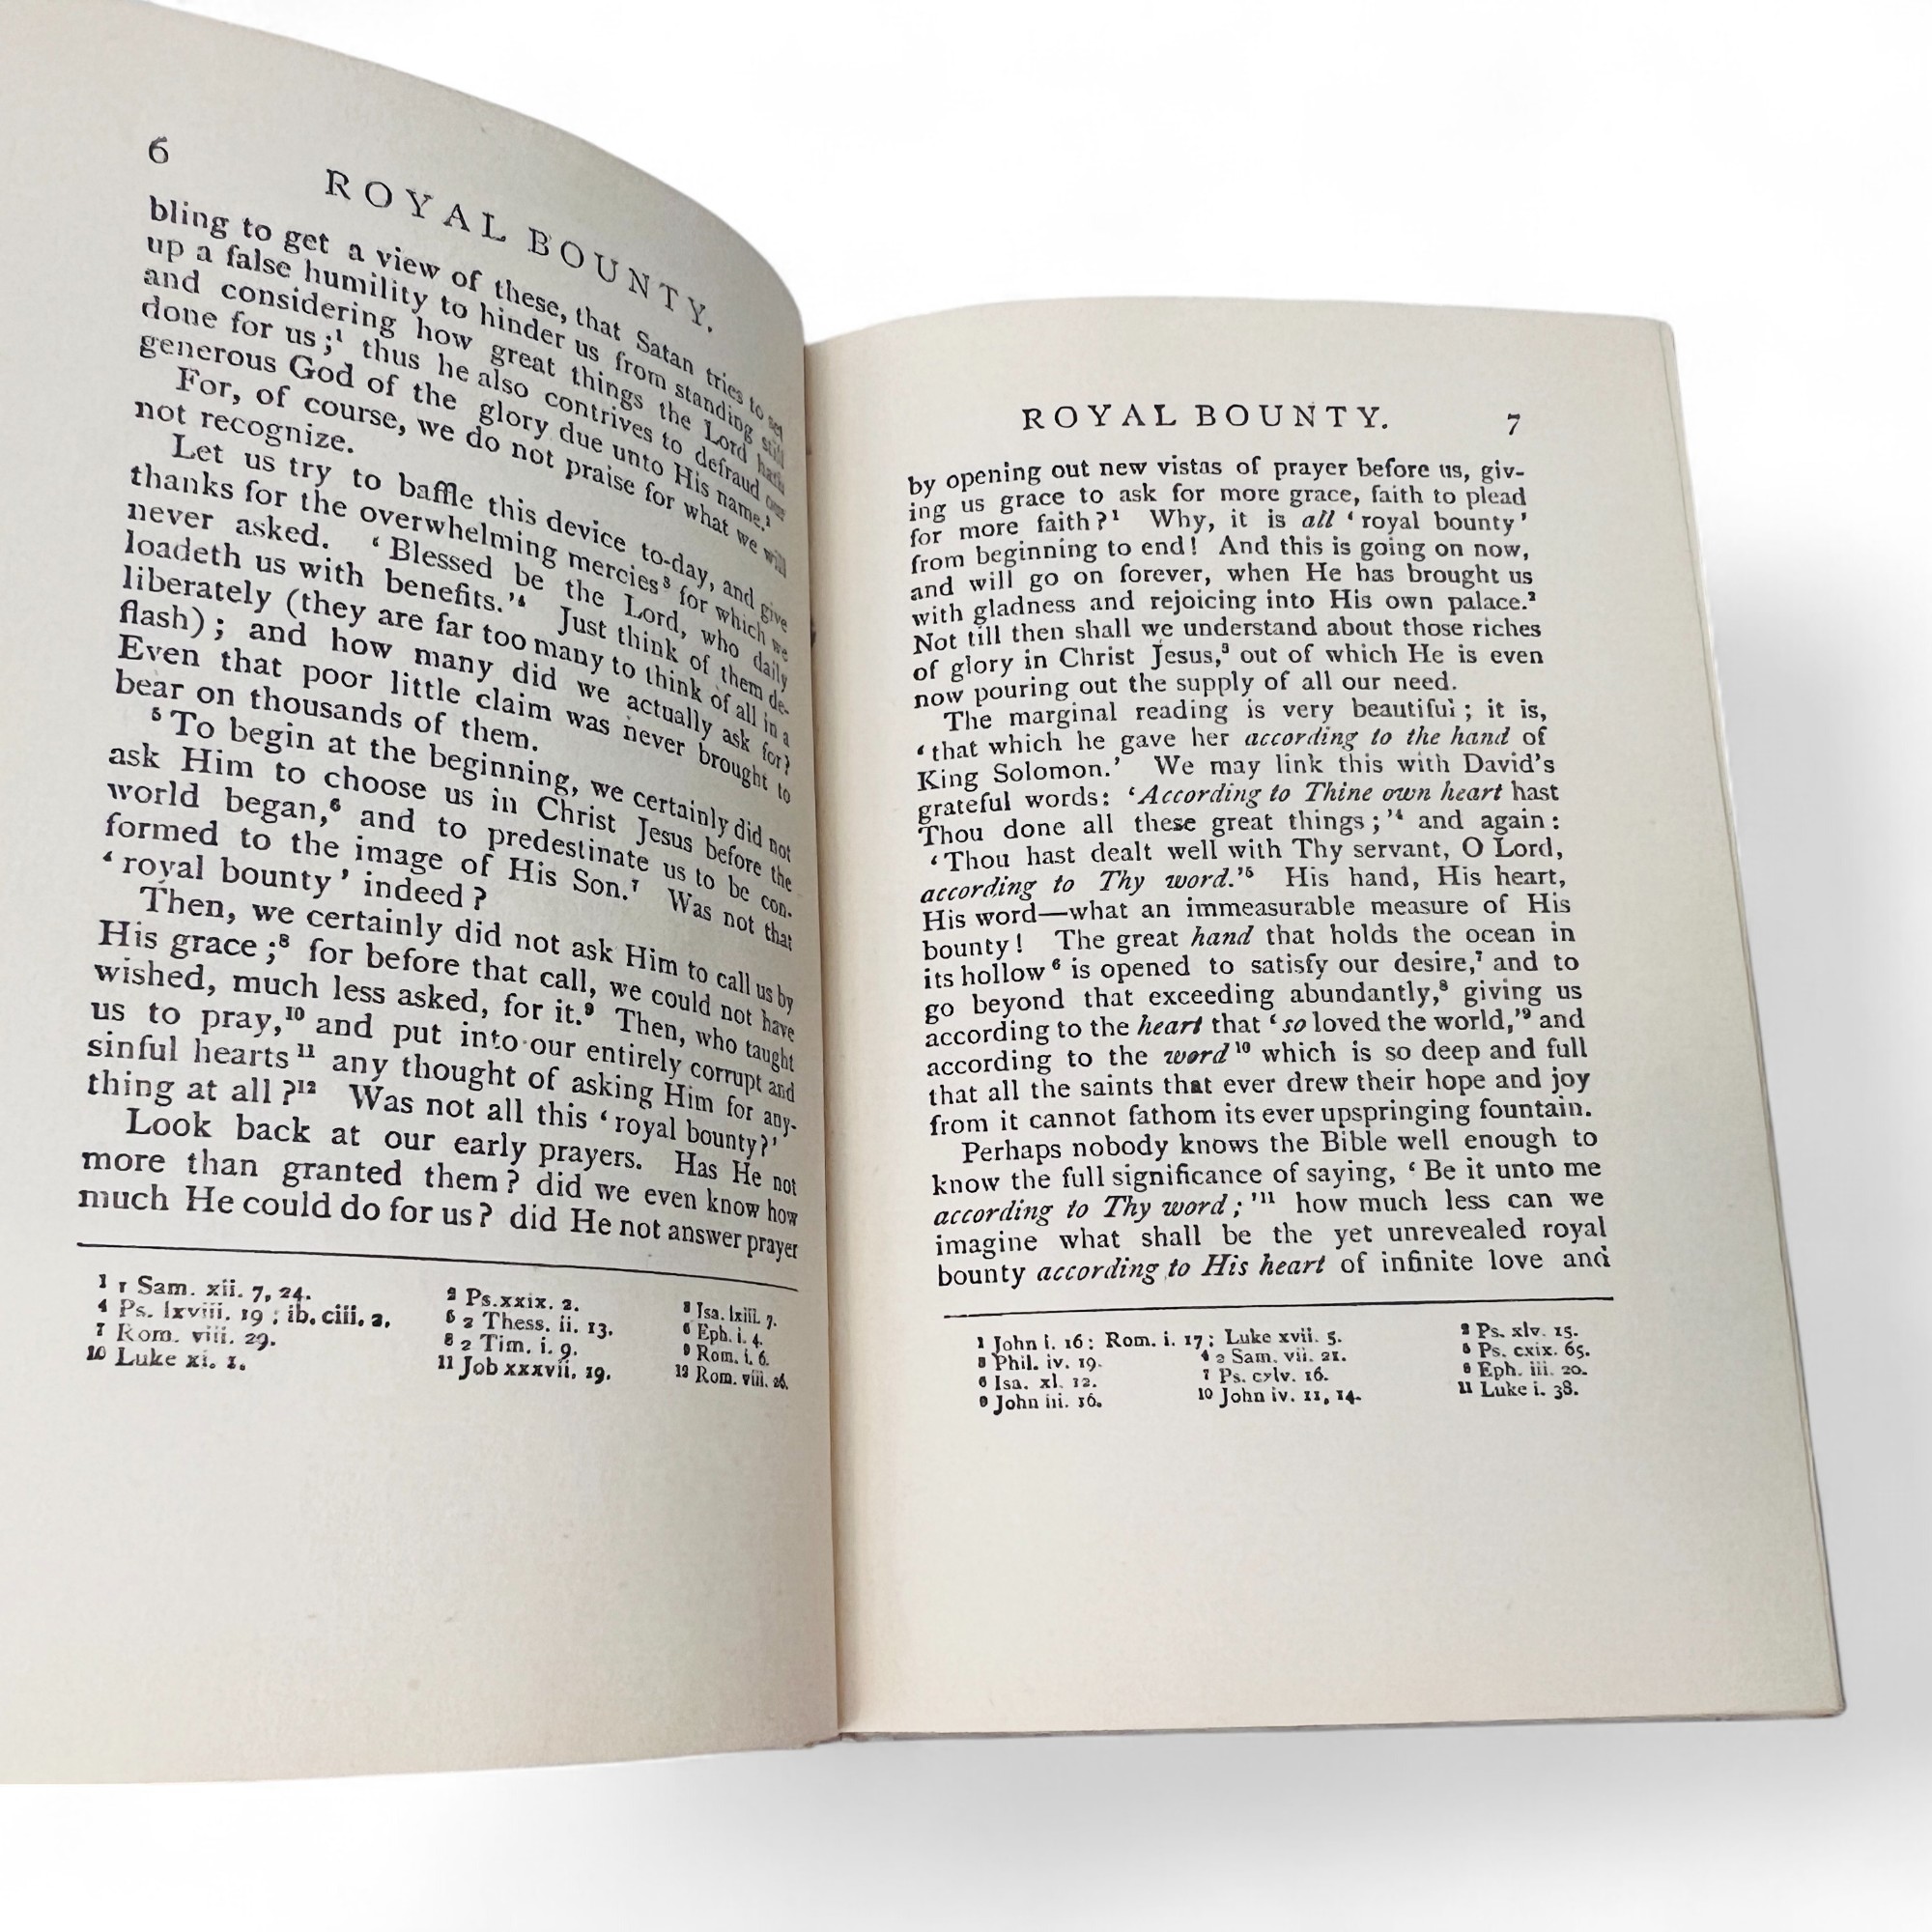 6
ROYAL BOUNTY.
bling to get a view of these, that Satan tries to set
up a false humility to hinder us from standing still
and considering how great things the Lord hath
done for us;¹ thus he also contrives to defraud our
generous God of the glory due unto His name.²
For, of course, we do not praise for what we will
not recognize.
Let us try to baffle this device to-day, and give
thanks for the overwhelming mercies³ for which we
never asked. ‘Blessed be the Lord, who daily
loadeth us with benefits.’⁴ Just think of them de-
liberately (they are far too many to think of all in a
flash); and how many did we actually ask for?
Even that poor little claim was never brought to
bear on thousands of them.
⁵To begin at the beginning, we certainly did not
ask Him to choose us in Christ Jesus before the
world began,⁶ and to predestinate us to be con-
formed to the image of His Son.⁷ Was not that
‘royal bounty’ indeed?
Then, we certainly did not ask Him to call us by
His grace;⁸ for before that call, we could not have
wished, much less asked, for it.⁹ Then, who taught
us to pray,¹⁰ and put into our entirely corrupt and
sinful hearts¹¹ any thought of asking Him for any-
thing at all?¹² Was not all this ‘royal bounty?’
Look back at our early prayers. Has He not
more than granted them? did we even know how
much He could do for us? did He not answer prayer
¹ 1 Sam. xii. 7, 24. ² Ps. xxix. 2. ³ Isa. lxiii. 7.
⁴ Ps. lxviii. 19; ib. ciii. 2. ⁵ 2 Thess. ii. 13. ⁶ Eph. i. 4.
⁷ Rom. viii. 29. ⁸ 2 Tim. i. 9. ⁹ Rom. i. 6.
¹⁰ Luke xi. 1. ¹¹ Job xxxvii. 19. ¹² Rom. viii. 26.
ROYAL BOUNTY. 7
by opening out new vistas of prayer before us, giv-
ing us grace to ask for more grace, faith to plead
for more faith?¹ Why, it is all ‘royal bounty’
from beginning to end! And this is going on now,
and will go on forever, when He has brought us
with gladness and rejoicing into His own palace.²
Not till then shall we understand about those riches
of glory in Christ Jesus,³ out of which He is even
now pouring out the supply of all our need.
The marginal reading is very beautiful; it is,
‘that which he gave her according to the hand of
King Solomon.’ We may link this with David's
grateful words: ‘According to Thine own heart hast
Thou done all these great things;’⁴ and again:
‘Thou hast dealt well with Thy servant, O Lord,
according to Thy word.’⁵ His hand, His heart,
His word—what an immeasurable measure of His
bounty! The great hand that holds the ocean in
its hollow⁶ is opened to satisfy our desire,⁷ and to
go beyond that exceeding abundantly,⁸ giving us
according to the heart that ‘so loved the world,’⁹ and
according to the word¹⁰ which is so deep and full
that all the saints that ever drew their hope and joy
from it cannot fathom its ever upspringing fountain.
Perhaps nobody knows the Bible well enough to
know the full significance of saying, ‘Be it unto me
according to Thy word;’¹¹ how much less can we
imagine what shall be the yet unrevealed royal
bounty according to His heart of infinite love and
¹ John i. 16: Rom. i. 17; Luke xvii. 5. ² Ps. xlv. 15.
³ Phil. iv. 19. ⁴ 2 Sam. vii. 21. ⁵ Ps. cxix. 65.
⁶ Isa. xl. 12. ⁷ Ps. cxlv. 16. ⁸ Eph. iii. 20.
⁹ John iii. 16. ¹⁰ John iv. 11, 14. ¹¹ Luke i. 38.